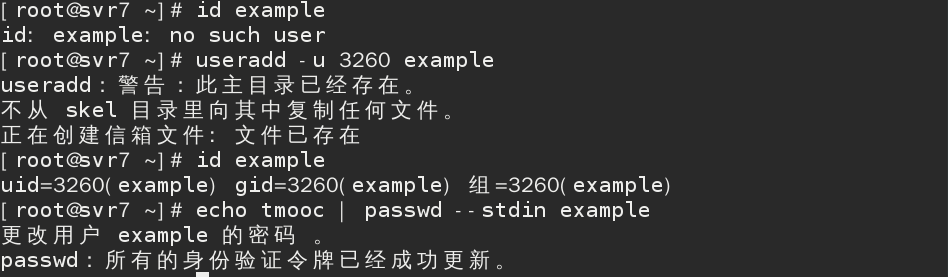 [root@svr7 ~]# id example
id: example: no such user
[root@svr7 ~]# useradd -u 3260 example
useradd：警告：此主目录已经存在。
不从 skel 目录里向其中复制任何文件。
正在创建信箱文件: 文件已存在
[root@svr7 ~]# id example
uid=3260(example) gid=3260(example) 组=3260(example)
[root@svr7 ~]# echo tmooc | passwd --stdin example
更改用户 example 的密码 。
passwd：所有的身份验证令牌已经成功更新。